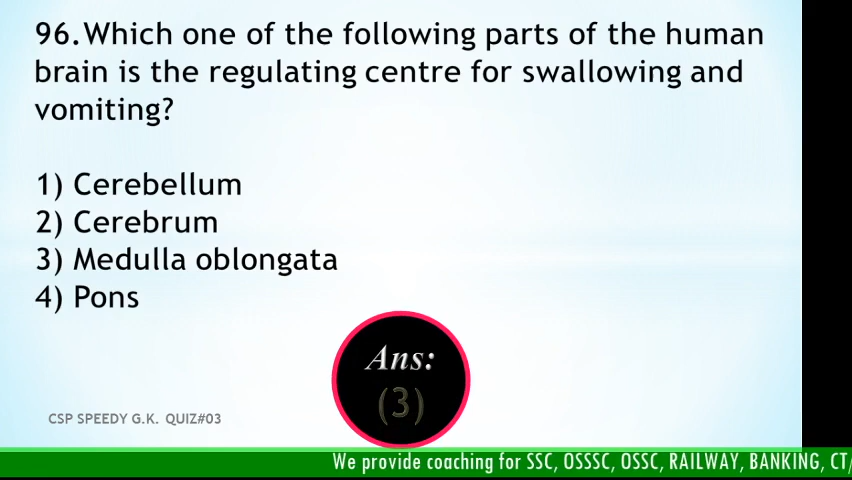 96.Which one of the following parts of the human
brain is the regulating centre for swallowing and
vomiting?
1) Cerebellum
2) Cerebrum
3) Medulla oblongata
4) Pons
Ans:
(3)
CSP SPEEDY G.K. QUIZ#03
We provide coaching for SSC, OSSSC, OSSC, RAILWAY, BANKING, CT/